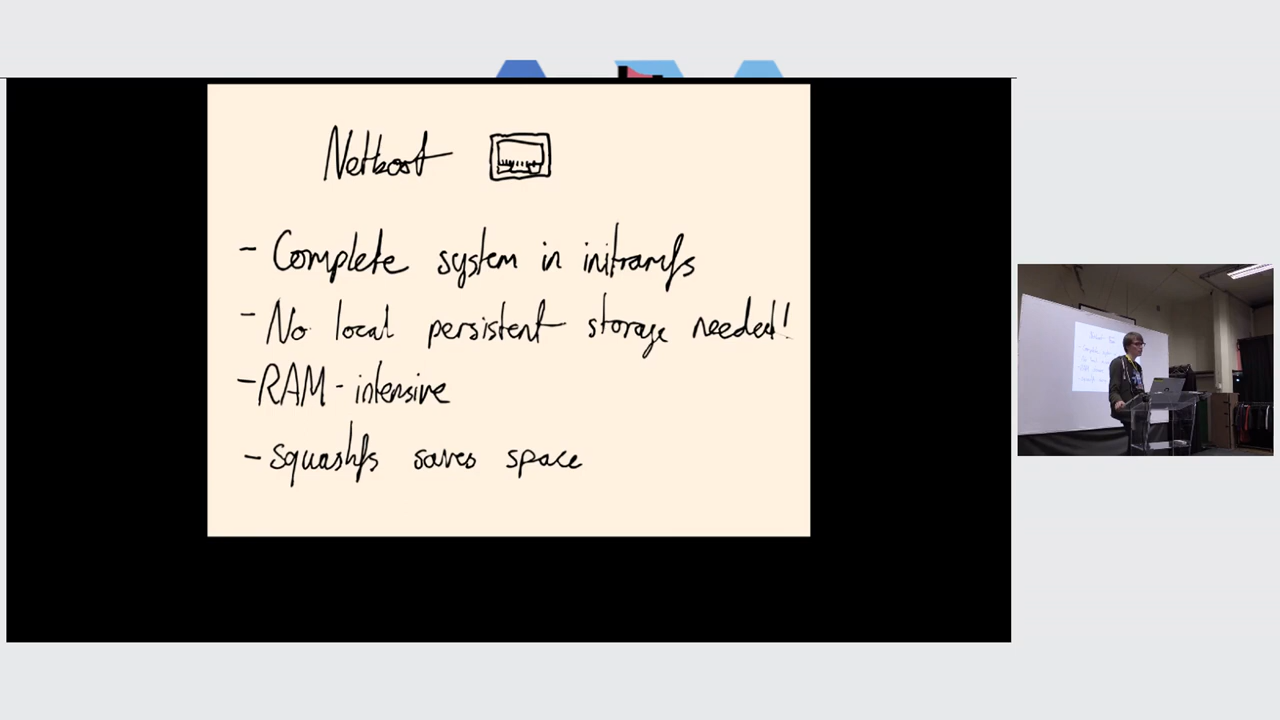 Netboot
- Complete system in initramfs
- No local persistent storage needed!
- RAM-intensive
- Squashfs saves space